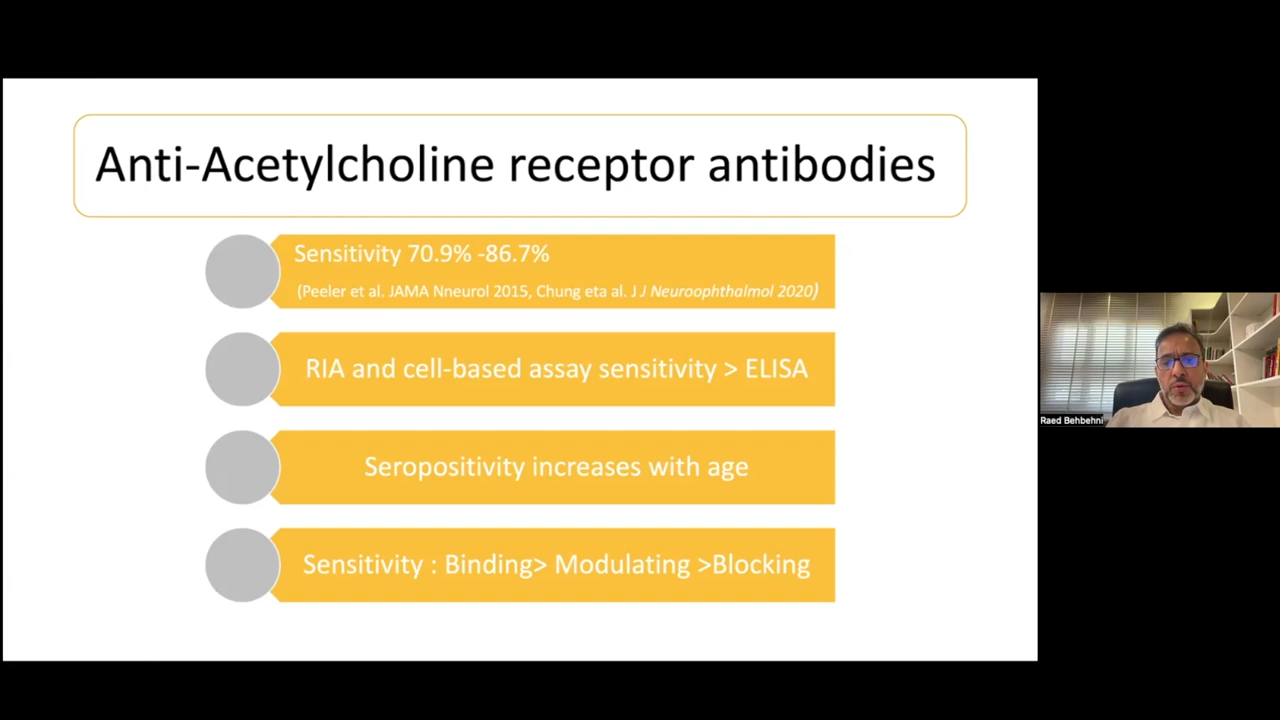 Anti-Acetylcholine receptor antibodies
Sensitivity 70.9% -86.7%
(Peeler et al. JAMA Nneurol 2015, Chung eta al. J J Neuroophthalmol 2020)
RIA and cell-based assay sensitivity > ELISA
Seropositivity increases with age
Sensitivity : Binding> Modulating >Blocking
Raed Behbehni